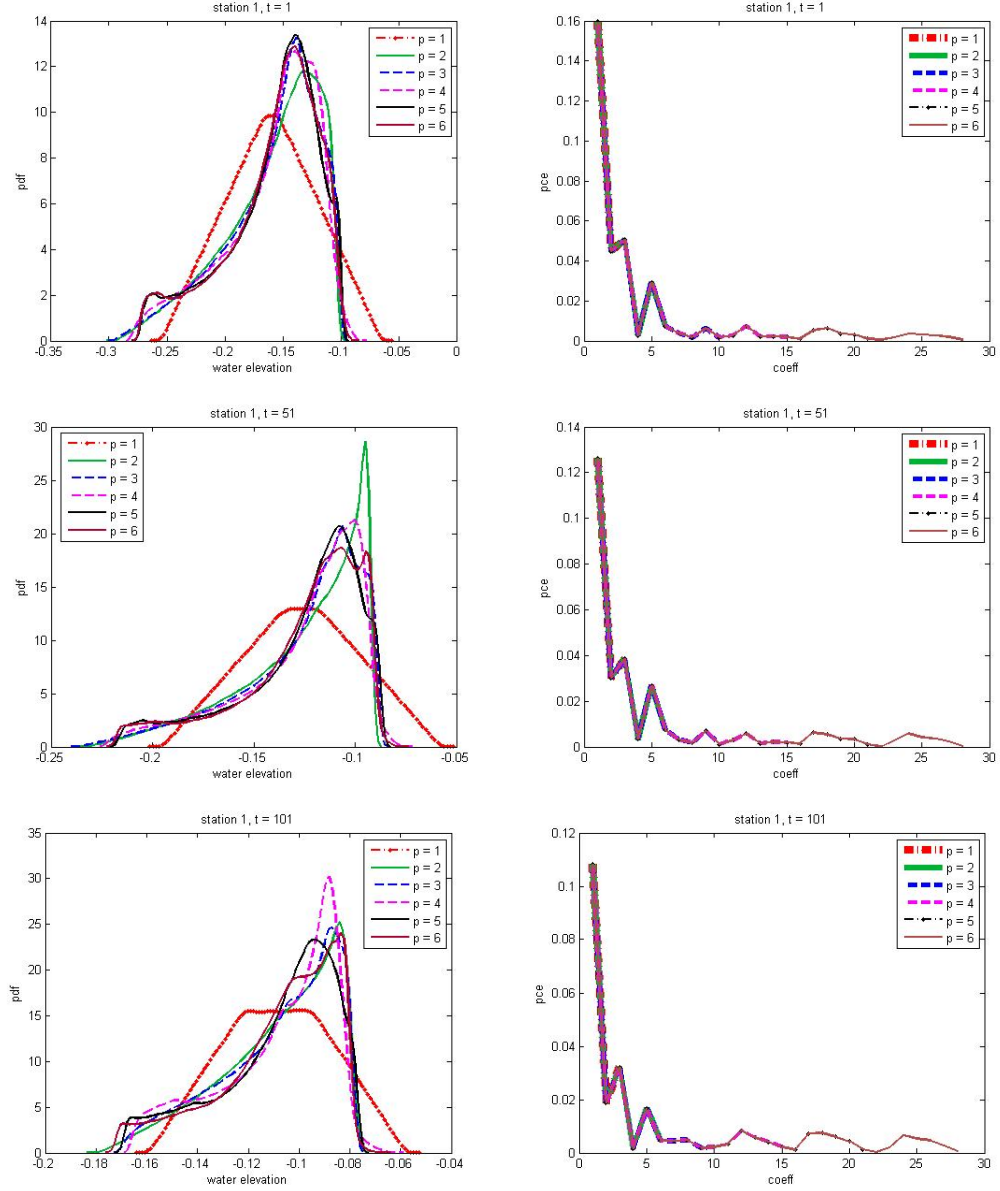 station 1, t = 1
14
12
10
8
6
4
2
0
pdf
-0.35
-0.3
-0.25
-0.2
-0.15
-0.1
-0.05
0
water elevation
p = 1
p = 2
p = 3
p = 4
p = 5
p = 6
station 1, t = 1
0.16
0.14
0.12
0.1
0.08
0.06
0.04
0.02
0
pce
0
5
10
15
20
25
30
coeff
p = 1
p = 2
p = 3
p = 4
p = 5
p = 6
station 1, t = 51
30
25
20
15
10
5
0
pdf
-0.25
-0.2
-0.15
-0.1
-0.05
water elevation
p = 1
p = 2
p = 3
p = 4
p = 5
p = 6
station 1, t = 51
0.14
0.12
0.1
0.08
0.06
0.04
0.02
0
pce
0
5
10
15
20
25
30
coeff
p = 1
p = 2
p = 3
p = 4
p = 5
p = 6
station 1, t = 101
35
30
25
20
15
10
5
0
pdf
-0.2
-0.18
-0.16
-0.14
-0.12
-0.1
-0.08
-0.06
-0.04
water elevation
p = 1
p = 2
p = 3
p = 4
p = 5
p = 6
station 1, t = 101
0.12
0.1
0.08
0.06
0.04
0.02
0
pce
0
5
10
15
20
25
30
coeff
p = 1
p = 2
p = 3
p = 4
p = 5
p = 6